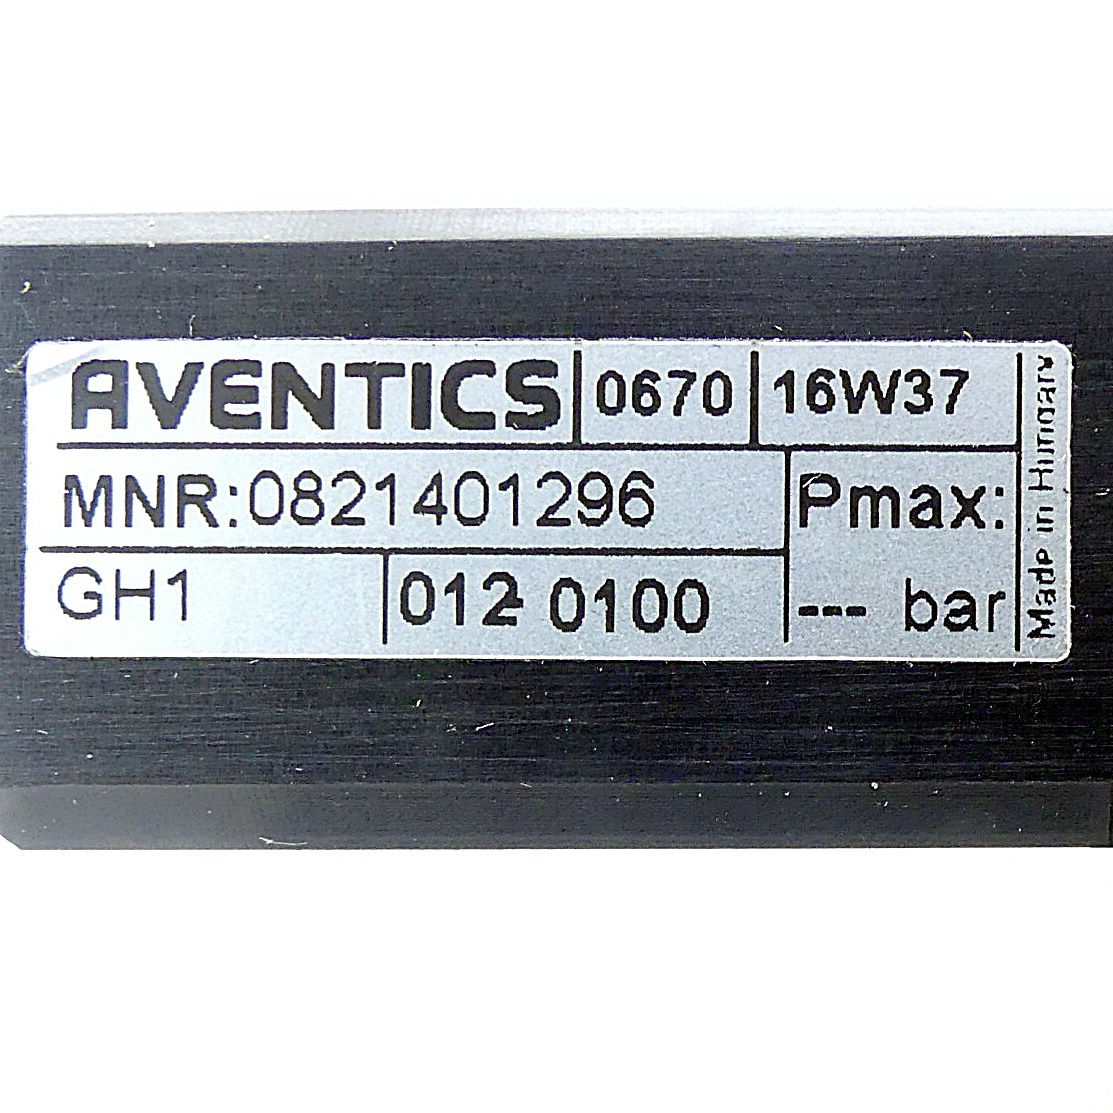 AVENTICS 0670 16W37
MNR:0821401296 Pmax:
GH1 012- 0100 --- bar
Made in Hungary